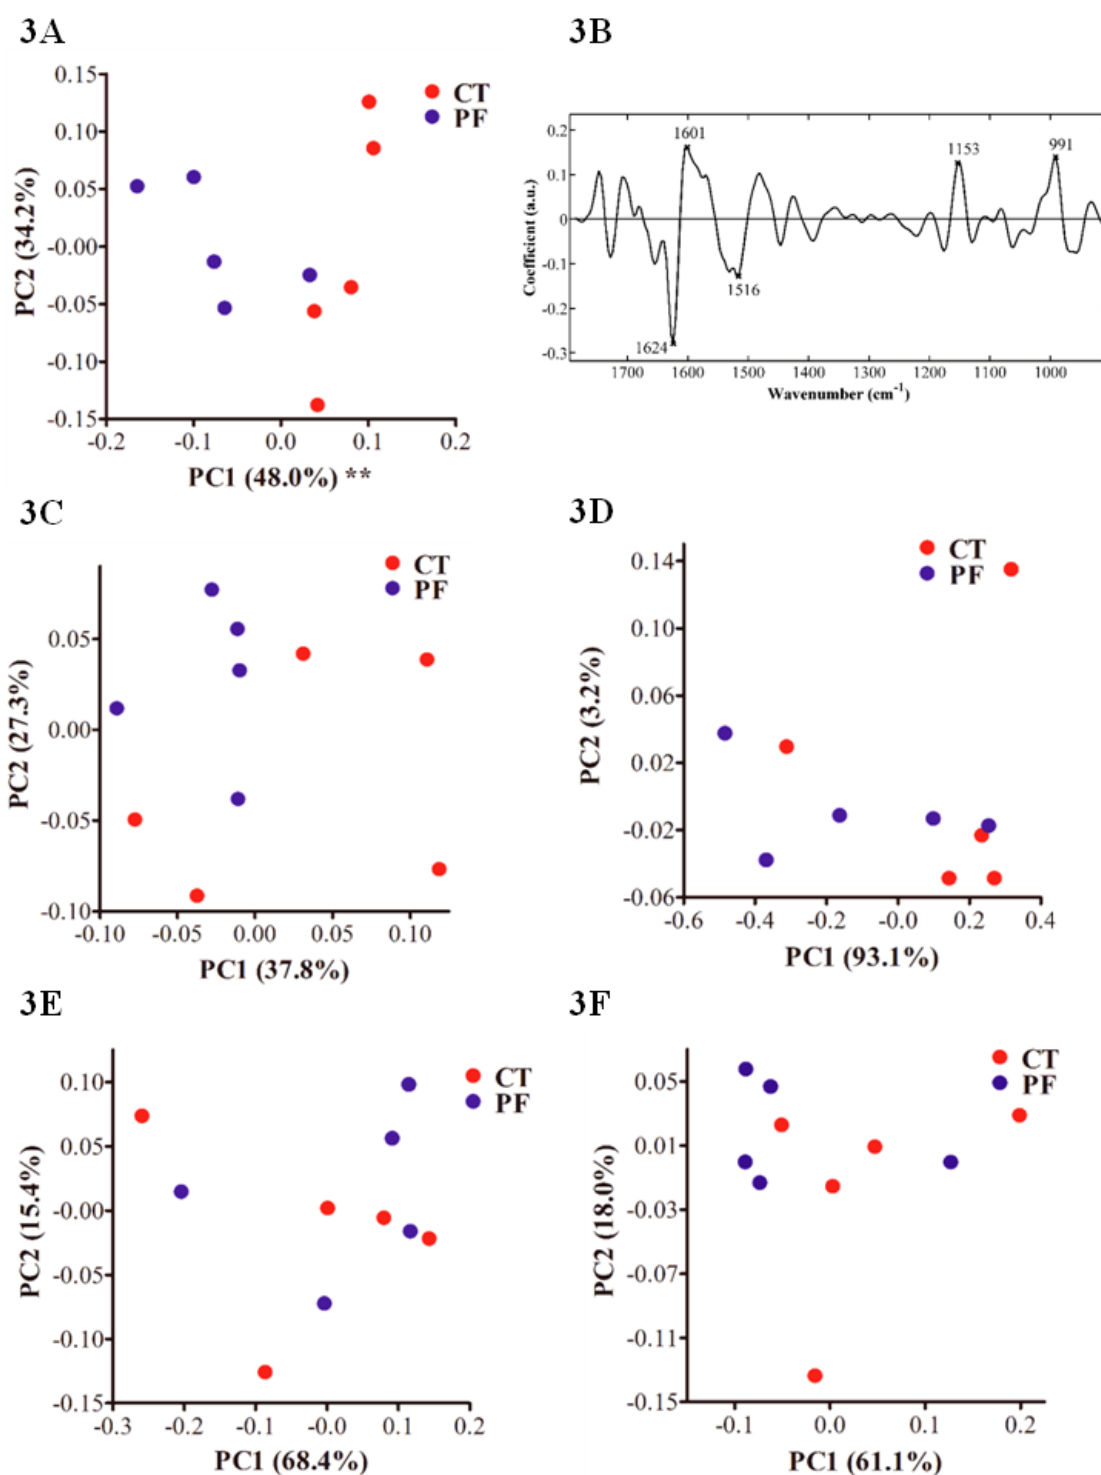 3A
0.15
0.10
0.05
-0.00
-0.05
-0.10
-0.15
-0.2
-0.1
0.0
0.1
0.2
PC2 (34.2%)
PC1 (48.0%) **
CT
PF
3B
0.2
0.1
0
-0.1
-0.2
-0.3
Coefficient (a.u.)
1601
1624
1516
1153
991
1700
1600
1500
1400
1300
1200
1100
1000
Wavenumber (cm⁻¹)
3C
0.05
0.00
-0.05
-0.10
-0.10
-0.05
0.00
0.05
0.10
PC2 (27.3%)
PC1 (37.8%)
CT
PF
3D
0.14
0.10
0.06
0.02
-0.02
-0.06
-0.6
-0.4
-0.2
-0.0
0.2
0.4
PC2 (3.2%)
PC1 (93.1%)
CT
PF
3E
0.10
0.05
-0.00
-0.05
-0.10
-0.15
-0.3
-0.2
-0.1
-0.0
0.1
0.2
PC2 (15.4%)
PC1 (68.4%)
CT
PF
3F
0.05
0.01
-0.03
-0.07
-0.11
-0.15
-0.1
0.0
0.1
0.2
PC2 (18.0%)
PC1 (61.1%)
CT
PF